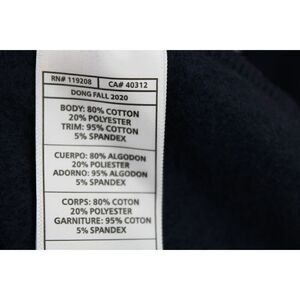 RN# 119208 CA# 40312
DONG FALL 2020
BODY: 80% COTTON
20% POLYESTER
TRIM: 95% COTTON
5% SPANDEX
CUERPO: 80% ALGODON
20% POLIESTER
ADORNO: 95% ALGODON
5% SPANDEX
CORPS: 80% COTON
20% POLYESTER
GARNITURE: 95% COTON
5% SPANDEX